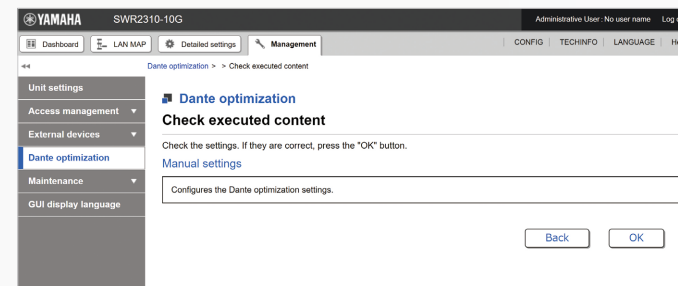 YAMAHA SWR2310-10G Administrative User: No user name Log
Dashboard LAN MAP Detailed settings Management CONFIG TECHINFO LANGUAGE
Dante optimization > > Check executed content
Unit settings
Dante optimization
Access management
Check executed content
External devices
Check the settings. If they are correct, press the "OK" button.
Dante optimization
Manual settings
Maintenance
Configures the Dante optimization settings.
GUI display language
Back OK